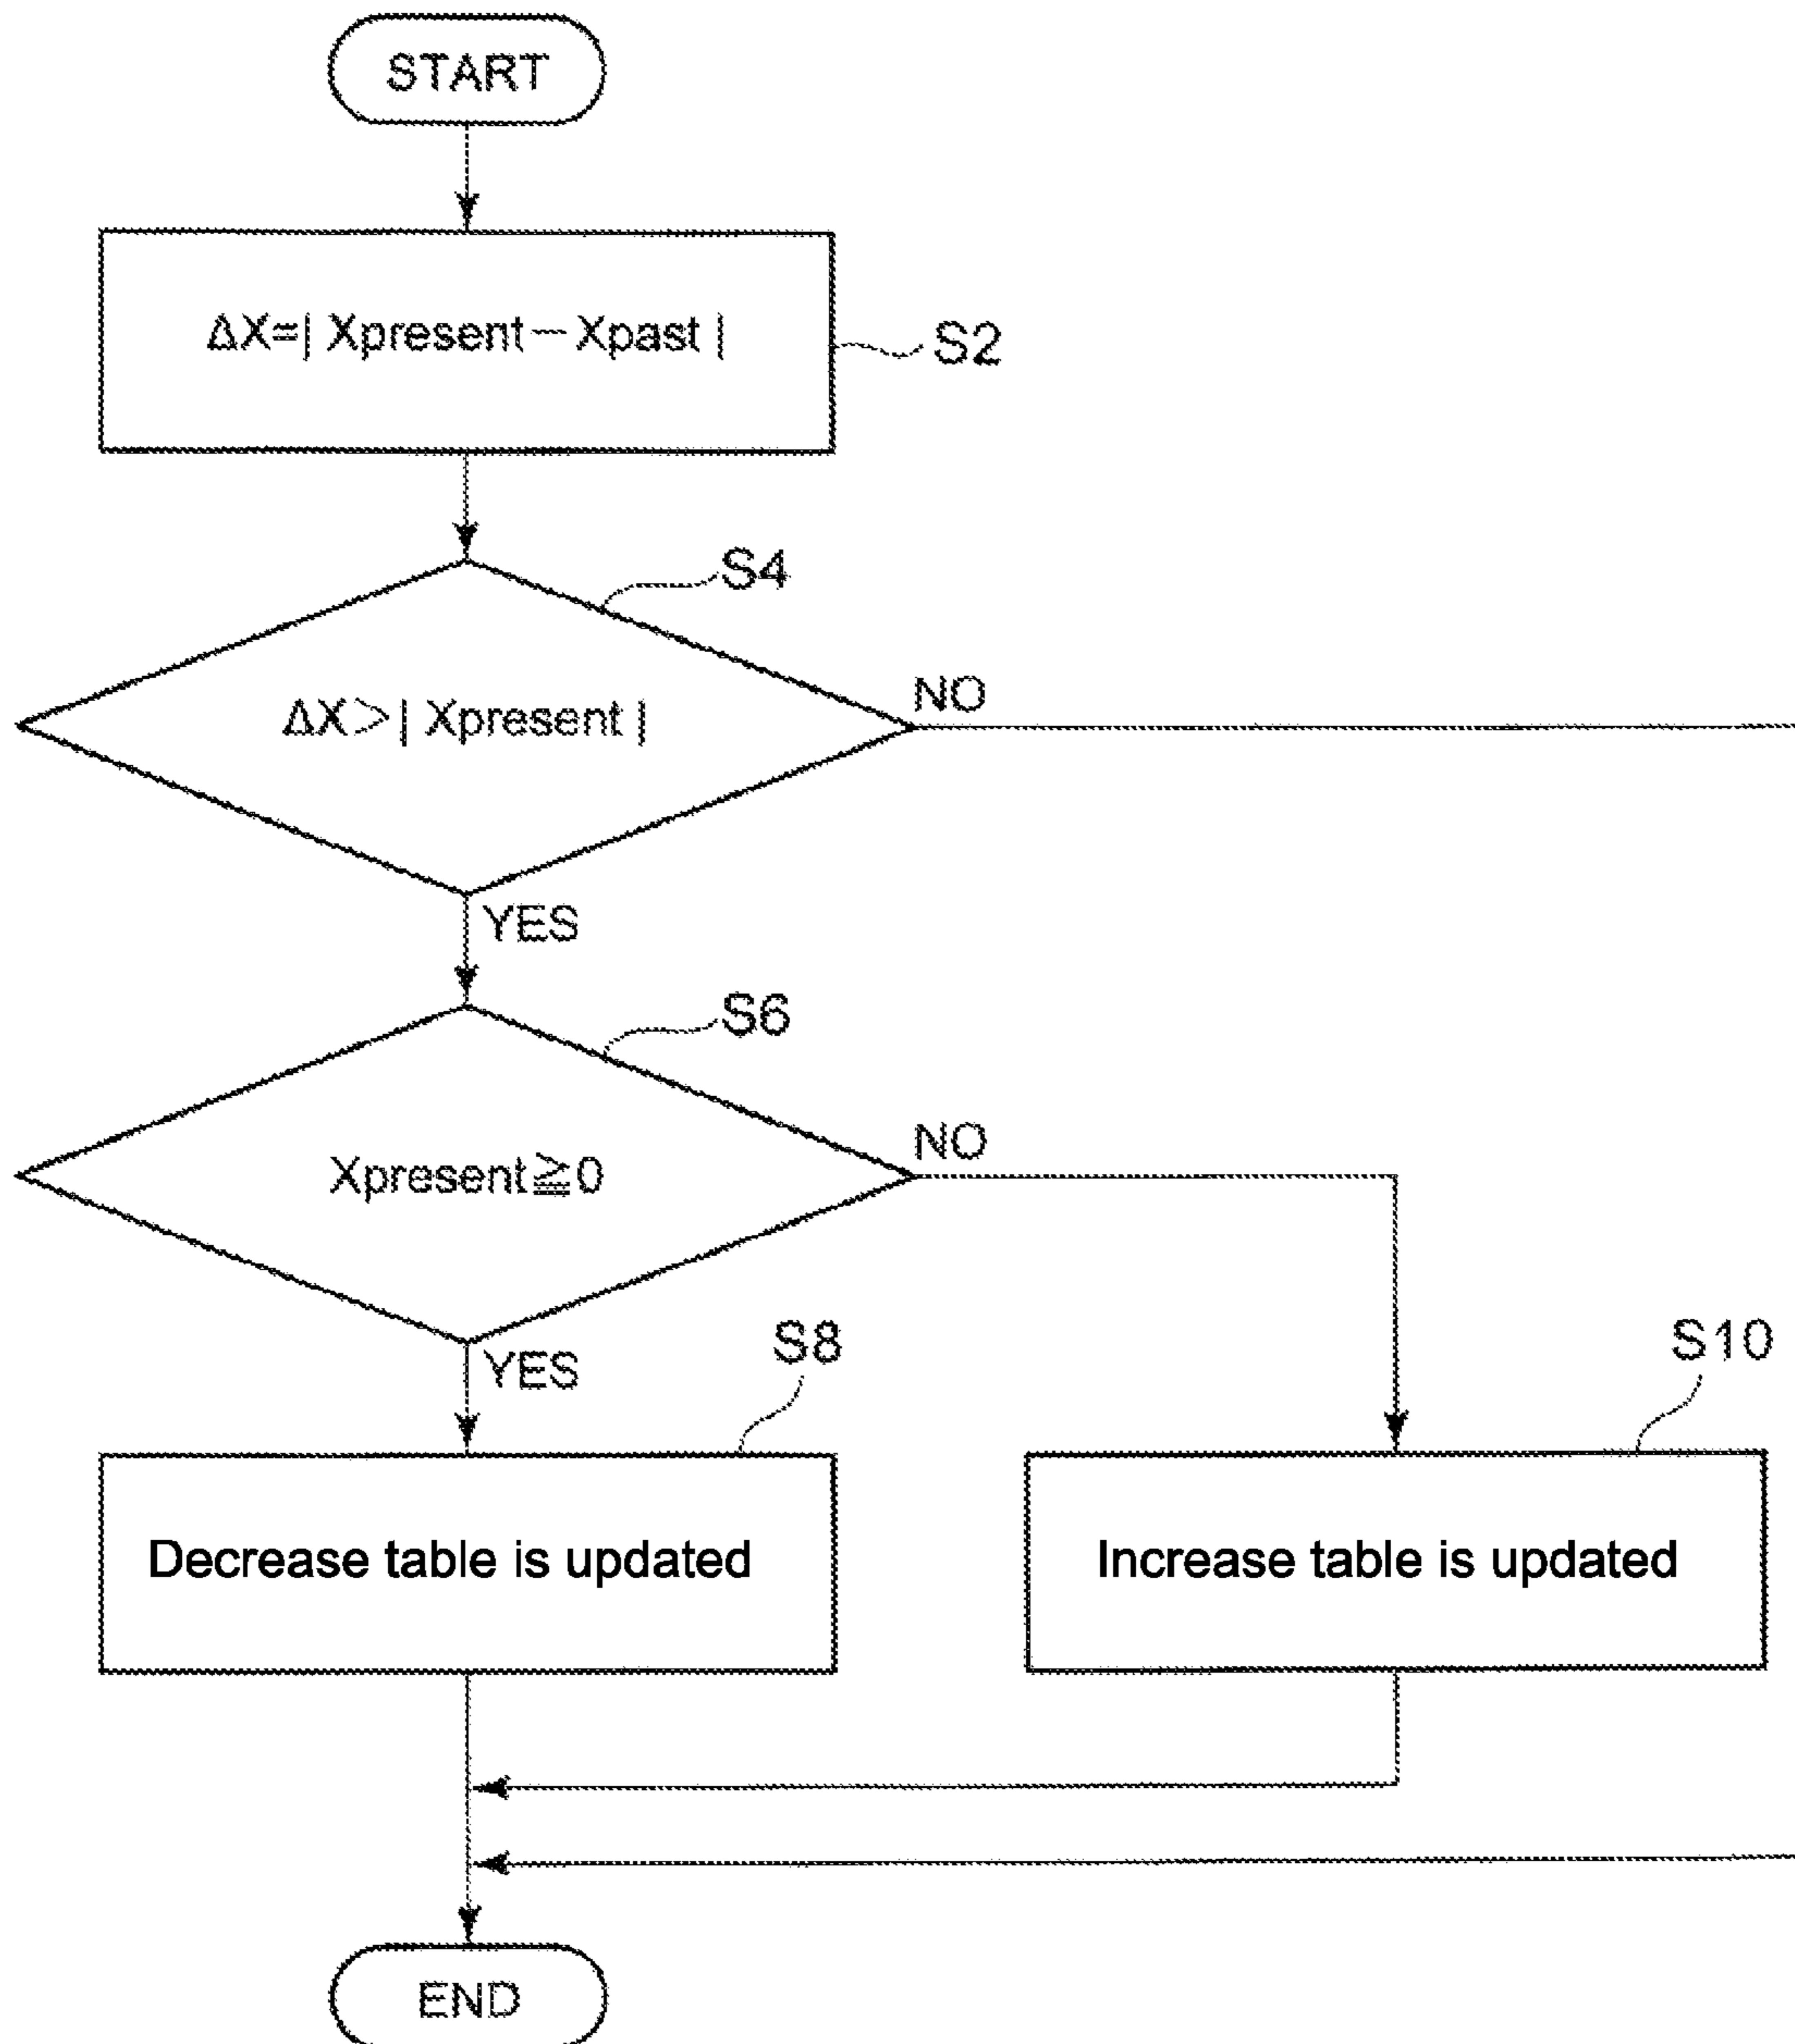 START
ΔX=| Xpresent－Xpast |
S2
S4
ΔX＞| Xpresent |
NO
YES
S6
Xpresent≧0
NO
YES
S8
S10
Decrease table is updated
Increase table is updated
END